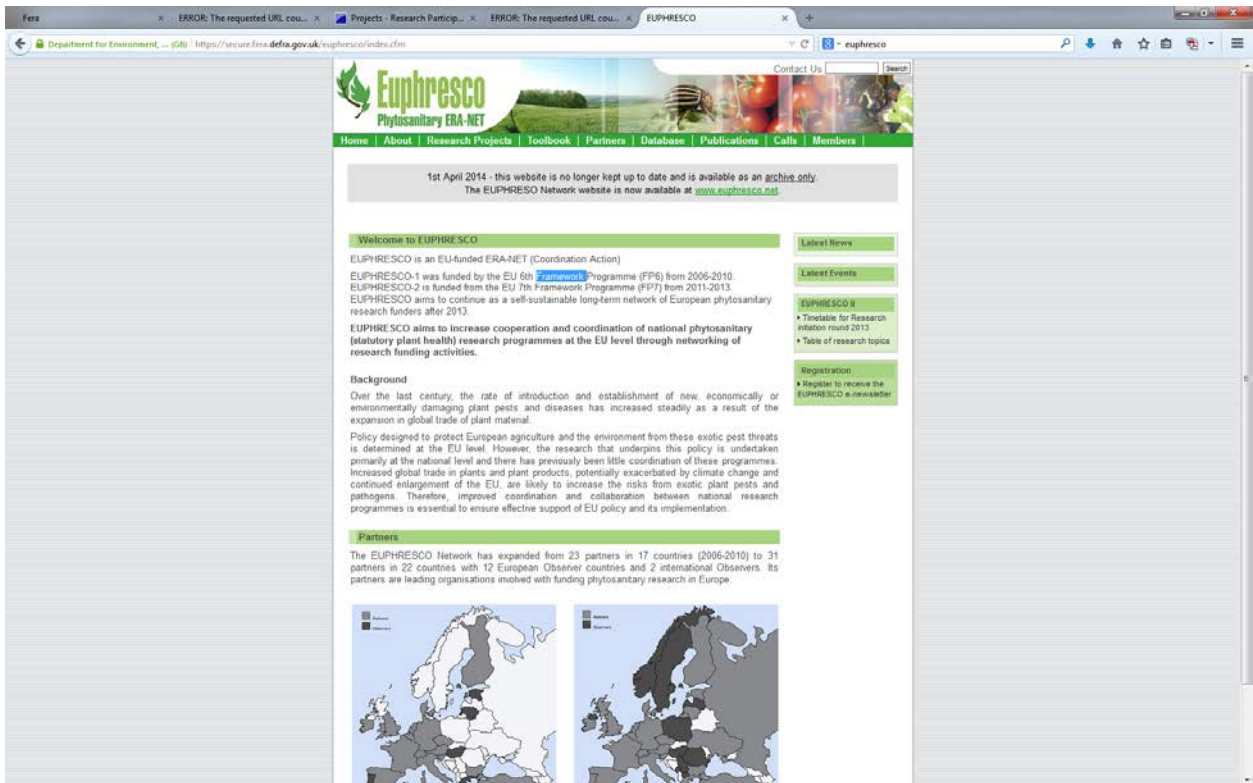 Fera
ERROR: The requested URL cou...
Projects - Research Particip...
ERROR: The requested URL cou...
EUPHRESCO
Department for Environment, ... (GB)
https://secure.fera.defra.gov.uk/euphresco/index.cfm
euphresco
Contact Us
Search
Euphresco
Phytosanitary ERA-NET
Home | About | Research Projects | Toolbook | Partners | Database | Publications | Calls | Members |
1st April 2014 - this website is no longer kept up to date and is available as an archive only.
The EUPHRESO Network website is now available at www.euphresco.net.
Welcome to EUPHRESCO
EUPHRESCO is an EU-funded ERA-NET (Coordination Action)
EUPHRESCO-1 was funded by the EU 6th Framework Programme (FP6) from 2006-2010.
EUPHRESCO-2 is funded from the EU 7th Framework Programme (FP7) from 2011-2013.
EUPHRESCO aims to continue as a self-sustainable long-term network of European phytosanitary
research funders after 2013.
EUPHRESCO aims to increase cooperation and coordination of national phytosanitary
(statutory plant health) research programmes at the EU level through networking of
research funding activities.
Background
Over the last century, the rate of introduction and establishment of new, economically or
environmentally damaging plant pests and diseases has increased steadily as a result of the
expansion in global trade of plant material.
Policy designed to protect European agriculture and the environment from these exotic pest threats
is determined at the EU level. However, the research that underpins this policy is undertaken
primarily at the national level and there has previously been little coordination of these programmes.
Increased global trade in plants and plant products, potentially exacerbated by climate change and
continued enlargement of the EU, are likely to increase the risks from exotic plant pests and
pathogens. Therefore, improved coordination and collaboration between national research
programmes is essential to ensure effective support of EU policy and its implementation.
Partners
The EUPHRESCO Network has expanded from 23 partners in 17 countries (2006-2010) to 31
partners in 22 countries with 12 European Observer countries and 2 international Observers. Its
partners are leading organisations involved with funding phytosanitary research in Europe.
Latest News
Latest Events
EUPHRESCO II
Timetable for Research
initiation round 2013
Table of research topics
Registration
Register to receive the
EUPHRESCO e-newsletter